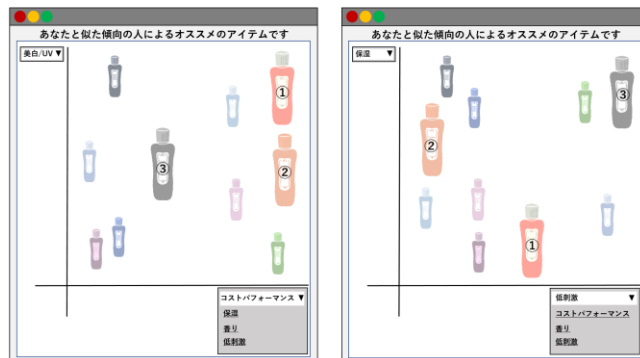 あなたと似た傾向の人によるオススメのアイテムです
美白/UV ▼
①
②
③
コストパフォーマンス ▼
保湿
香り
低刺激
あなたと似た傾向の人によるオススメのアイテムです
保湿 ▼
③
②
①
低刺激 ▼
コストパフォーマンス
香り
低刺激